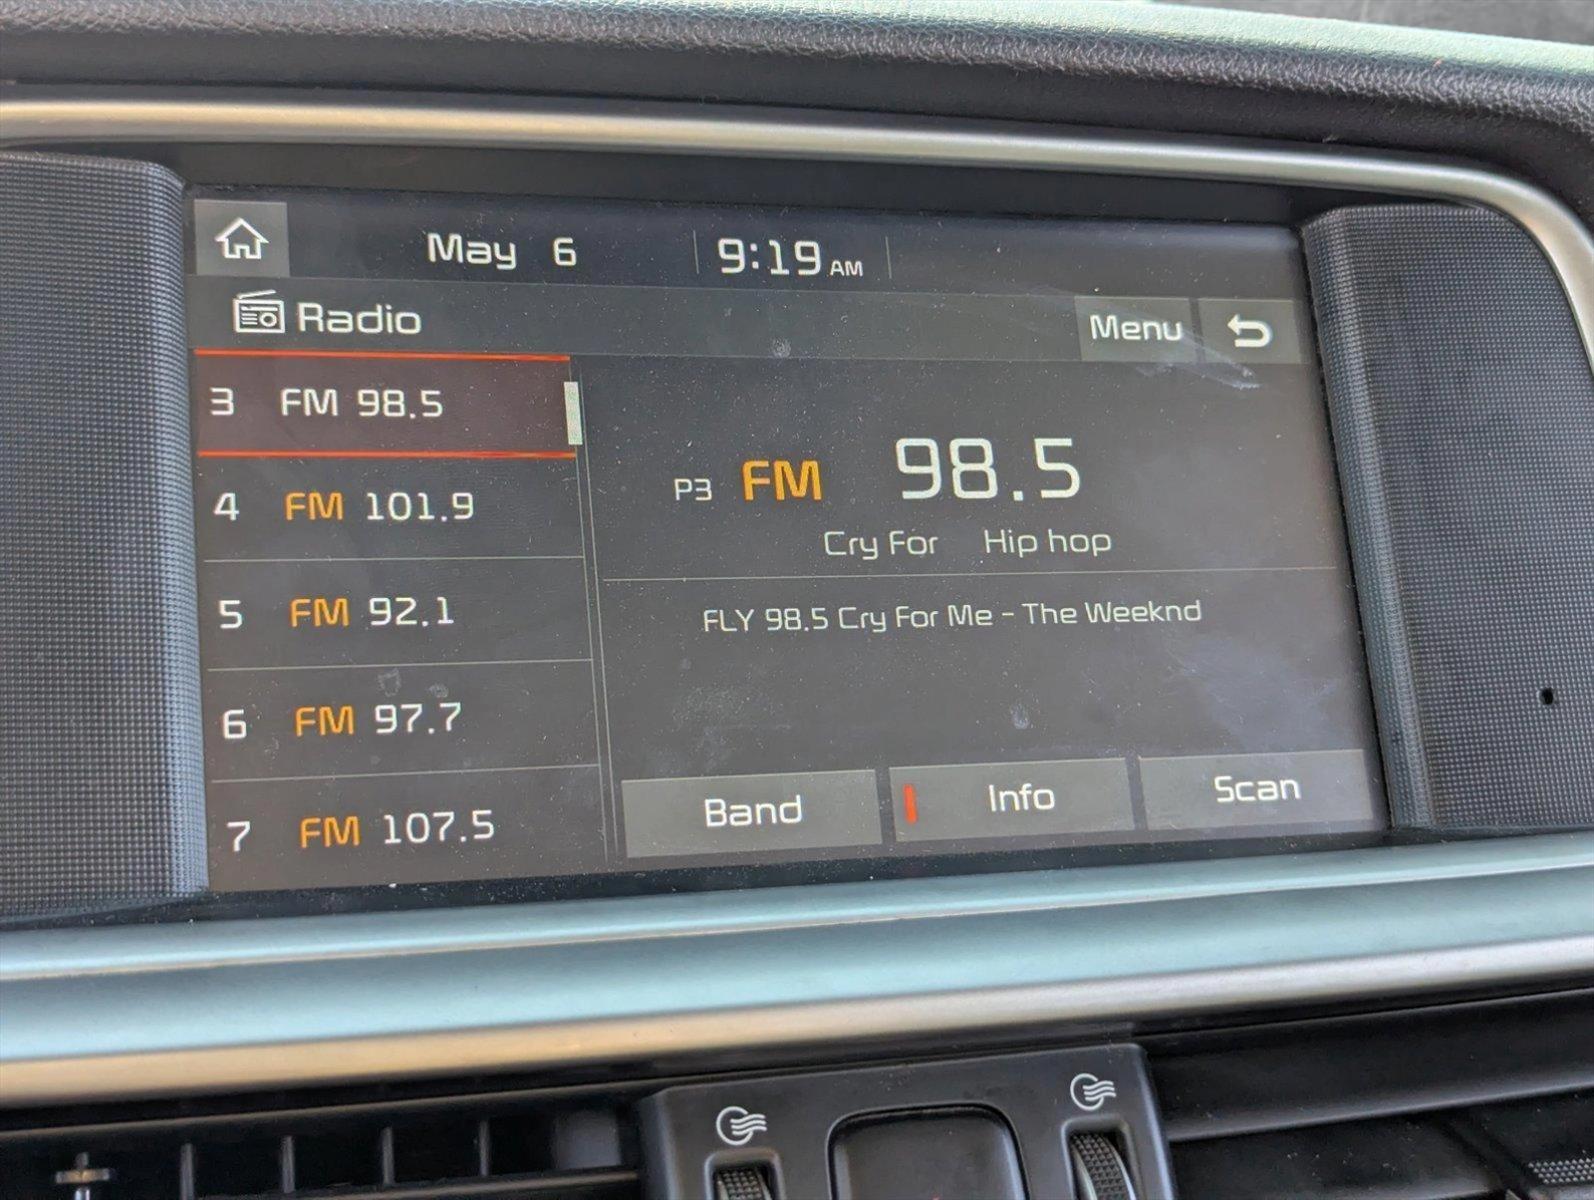 May 6 9:19 AM
Radio
Menu
3 FM 98.5
4 FM 101.9
5 FM 92.1
6 FM 97.7
7 FM 107.5
P3 FM 98.5
Cry For Hip hop
FLY 98.5 Cry For Me - The Weeknd
Band Info Scan